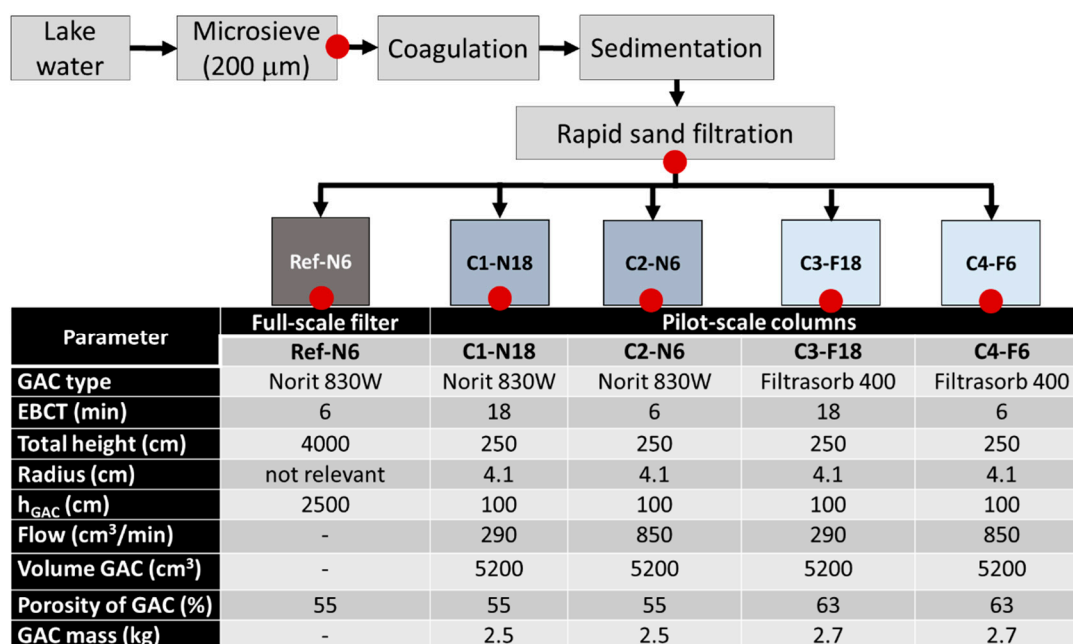 Lake water
Microsieve (200 μm)
Coagulation
Sedimentation
Rapid sand filtration
Ref-N6
C1-N18
C2-N6
C3-F18
C4-F6
Parameter Full-scale filter Pilot-scale columns
Ref-N6 C1-N18 C2-N6 C3-F18 C4-F6
GAC type Norit 830W Norit 830W Norit 830W Filtrasorb 400 Filtrasorb 400
EBCT (min) 6 18 6 18 6
Total height (cm) 4000 250 250 250 250
Radius (cm) not relevant 4.1 4.1 4.1 4.1
hGAC (cm) 2500 100 100 100 100
Flow (cm³/min) - 290 850 290 850
Volume GAC (cm³) - 5200 5200 5200 5200
Porosity of GAC (%) 55 55 55 63 63
GAC mass (kg) - 2.5 2.5 2.7 2.7